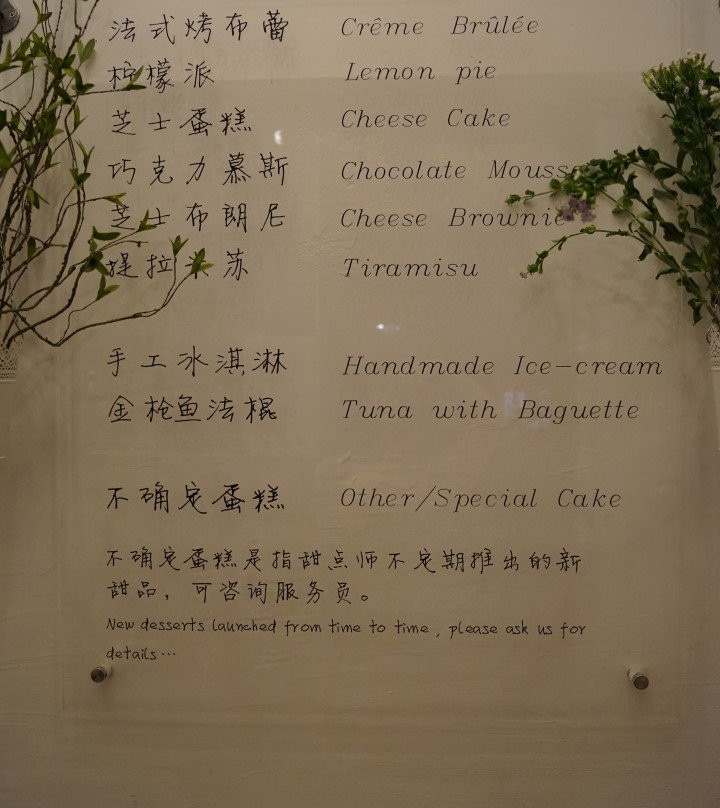 法式烤布蕾 Crême Brûlée
柠檬派 Lemon pie
芝士蛋糕 Cheese Cake
巧克力慕斯 Chocolate Mousse
芝士布朗尼 Cheese Brownie
提拉米苏 Tiramisu
手工冰淇淋 Handmade Ice-cream
金枪鱼法棍 Tuna with Baguette
不确定蛋糕 Other/Special Cake
不确定蛋糕是指甜点师不定期推出的新
甜品，可咨询服务员。
New desserts launched from time to time, please ask us for
details…